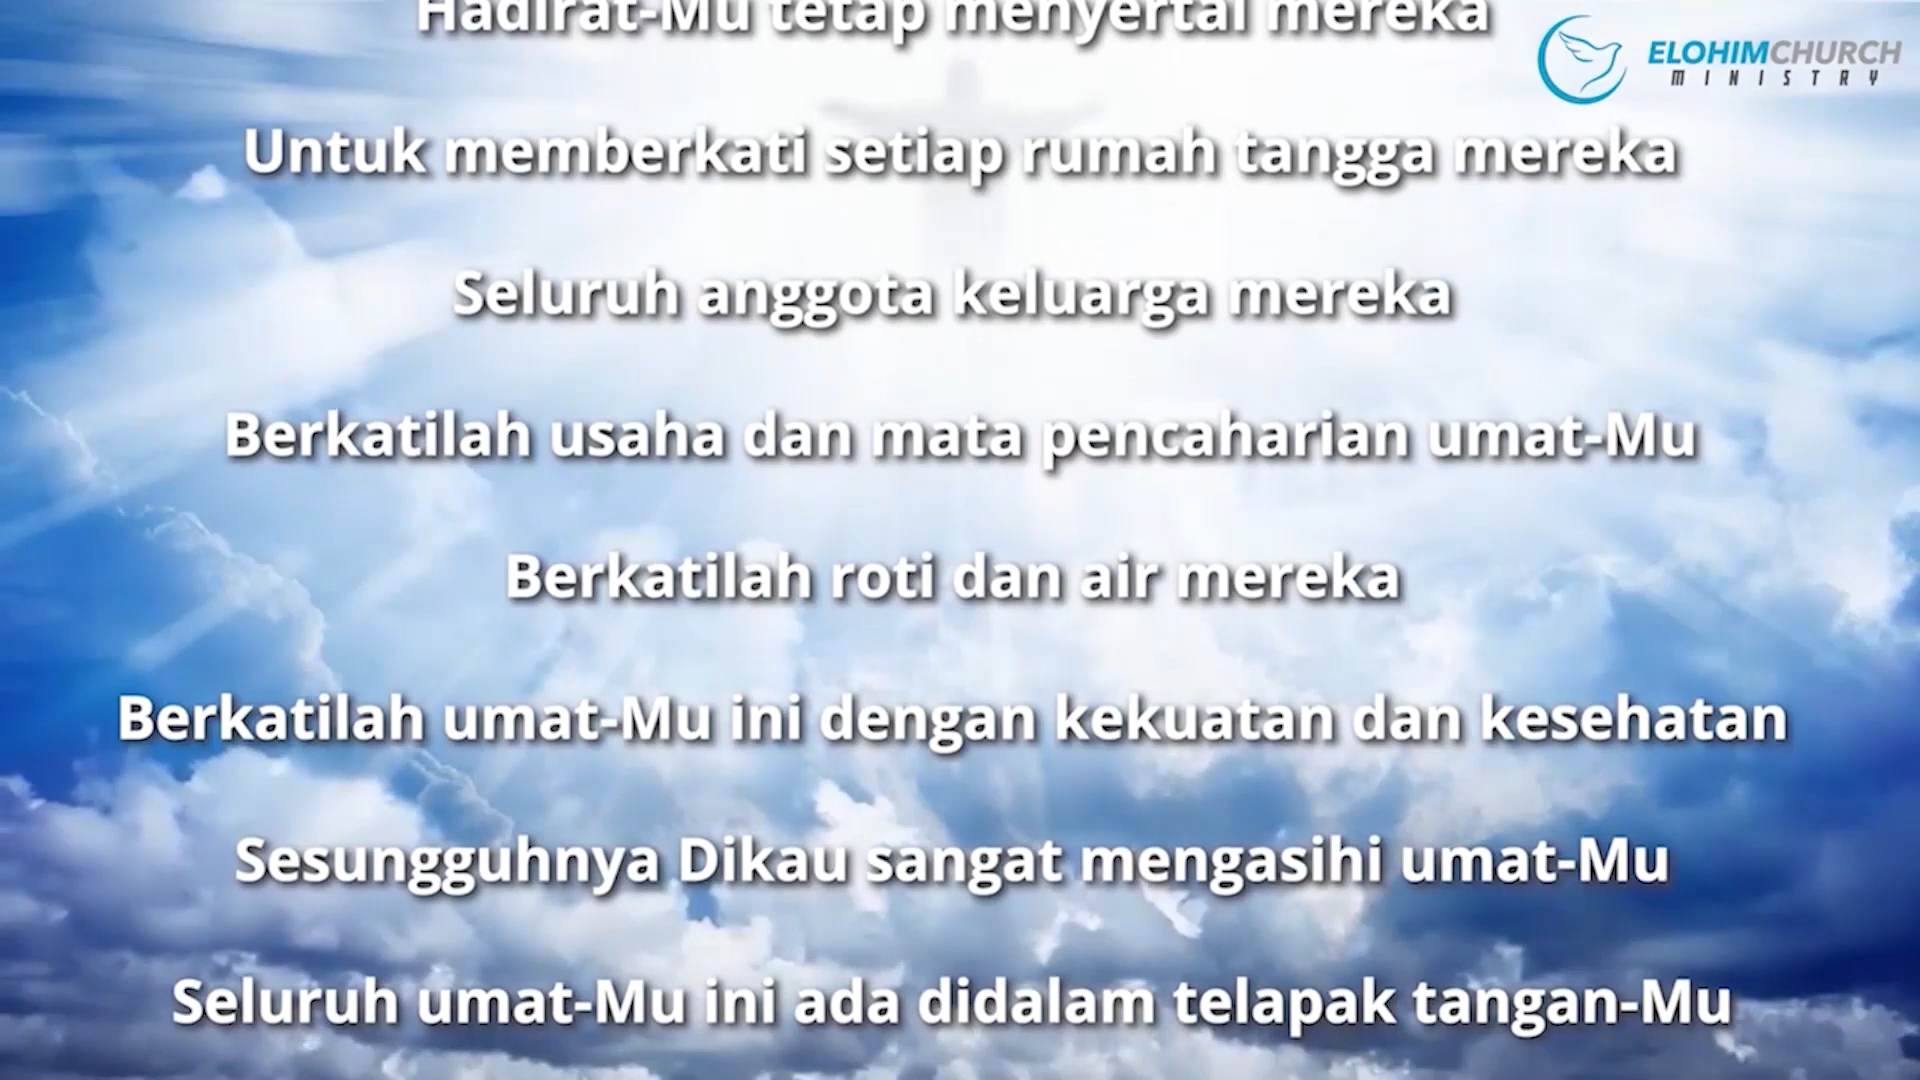 Hadirat-Mu tetap menyertai mereka
ELOHIMCHURCH
MINISTRY
Untuk memberkati setiap rumah tangga mereka
Seluruh anggota keluarga mereka
Berkatilah usaha dan mata pencaharian umat-Mu
Berkatilah roti dan air mereka
Berkatilah umat-Mu ini dengan kekuatan dan kesehatan
Sesungguhnya Dikau sangat mengasihi umat-Mu
Seluruh umat-Mu ini ada didalam telapak tangan-Mu